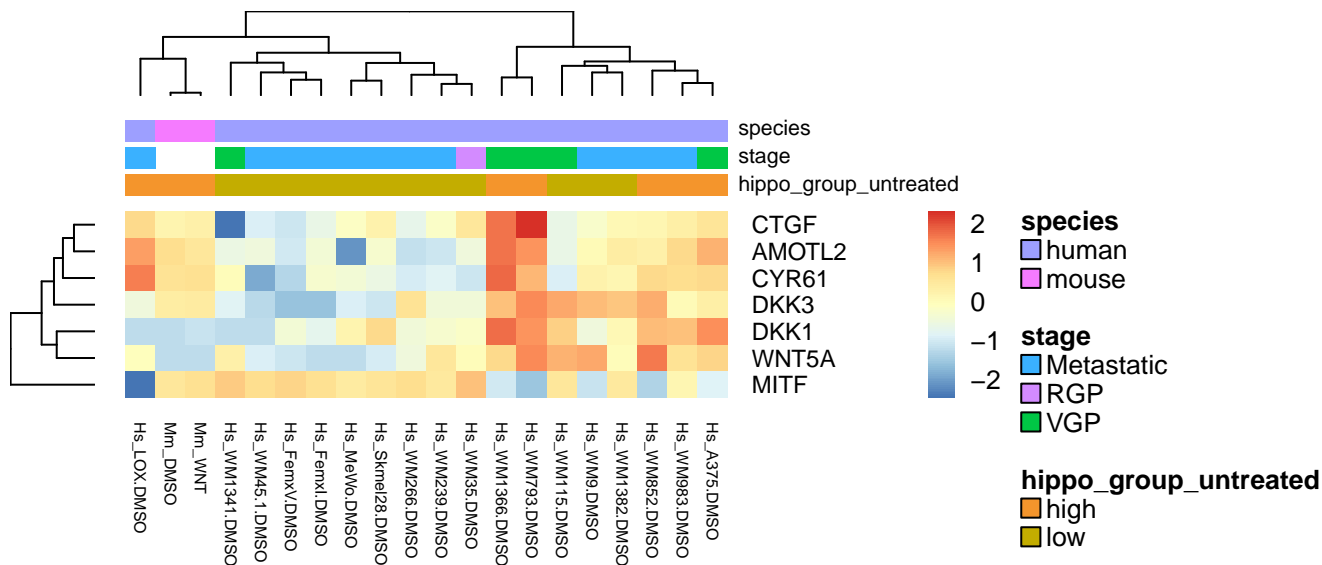 species
stage
hippo_group_untreated
CTGF
AMOTL2
CYR61
DKK3
DKK1
WNT5A
MITF
2
1
0
−1
−2
species
human
mouse
stage
Metastatic
RGP
VGP
hippo_group_untreated
high
low
Hs_LOX.DMSO
Mm_DMSO
Mm_WNT
Hs_WM1341.DMSO
Hs_WM45.1.DMSO
Hs_FemxV.DMSO
Hs_FemxI.DMSO
Hs_MeWo.DMSO
Hs_Skmel28.DMSO
Hs_WM266.DMSO
Hs_WM239.DMSO
Hs_WM35.DMSO
Hs_WM1366.DMSO
Hs_WM793.DMSO
Hs_WM115.DMSO
Hs_WM9.DMSO
Hs_WM1382.DMSO
Hs_WM852.DMSO
Hs_WM983.DMSO
Hs_A375.DMSO